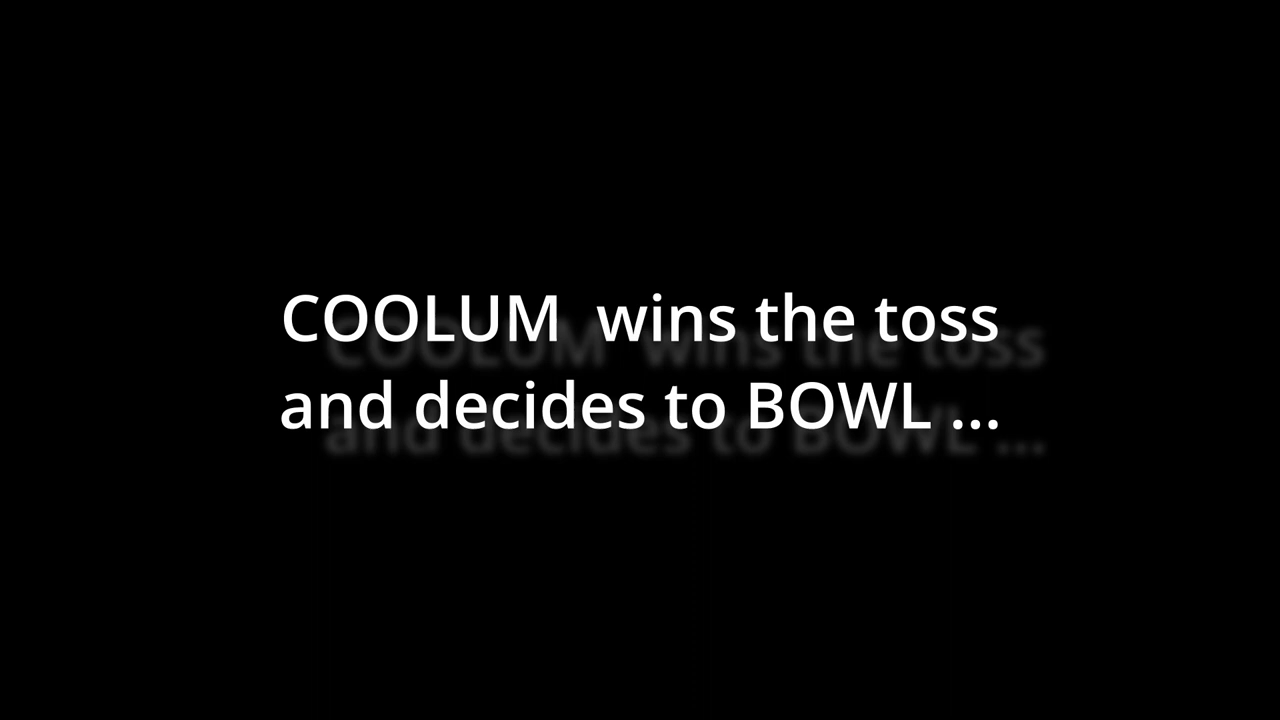 COOLUM  wins the toss
and decides to BOWL ...